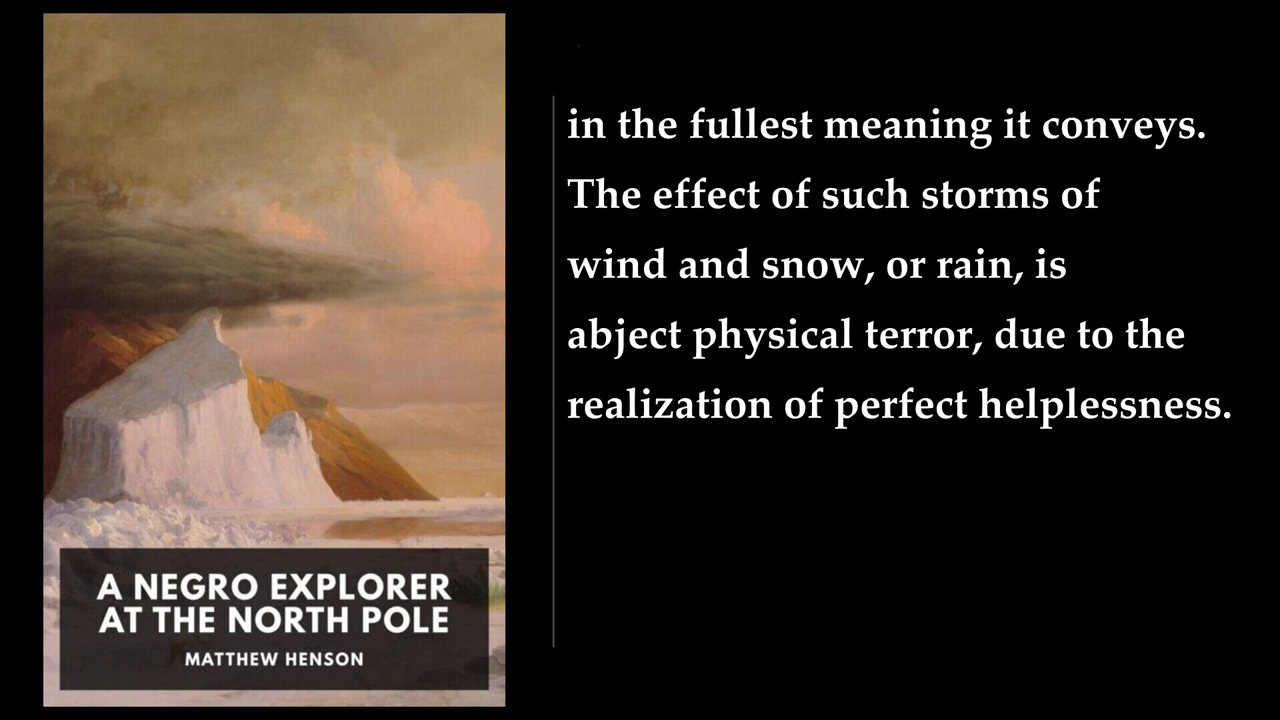 in the fullest meaning it conveys.
The effect of such storms of
wind and snow, or rain, is
abject physical terror, due to the
realization of perfect helplessness.
A NEGRO EXPLORER
AT THE NORTH POLE
MATTHEW HENSON